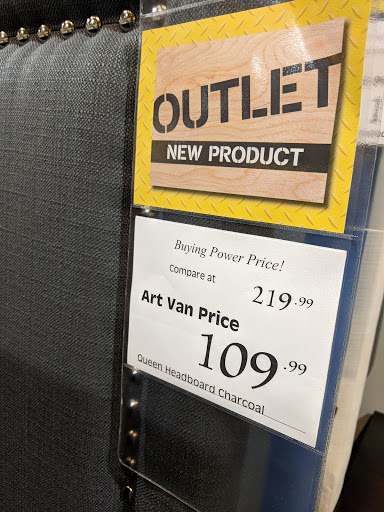 OUTLET
NEW PRODUCT
Buying Power Price!
Compare at 219.99
Art Van Price
109.99
Queen Headboard Charcoal